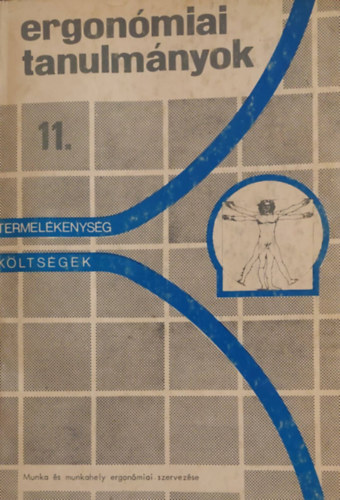 ergonómiai
tanulmányok
11.
TERMELÉKENYSÉG
KÖLTSÉGEK
Munka és munkahely ergonómiai szervezése